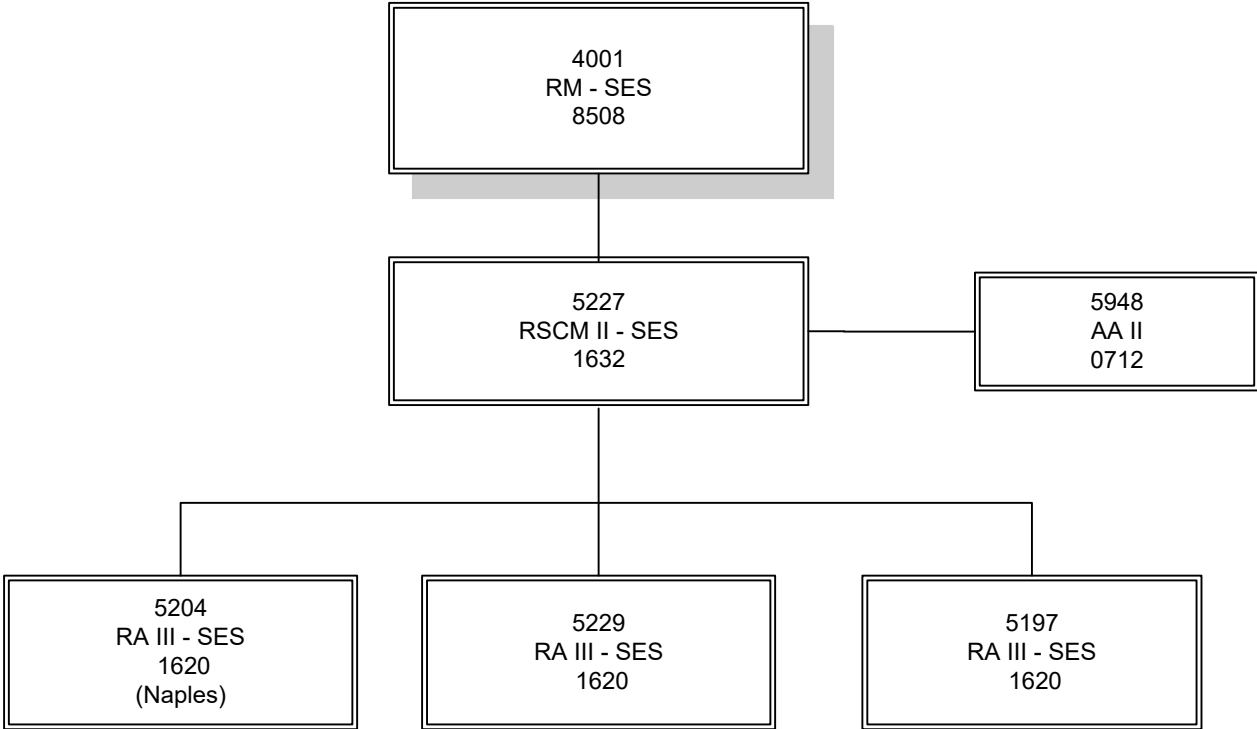 4001
RM - SES
8508
5227
RSCM II - SES
1632
5948
AA II
0712
5204
RA III - SES
1620
(Naples)
5229
RA III - SES
1620
5197
RA III - SES
1620